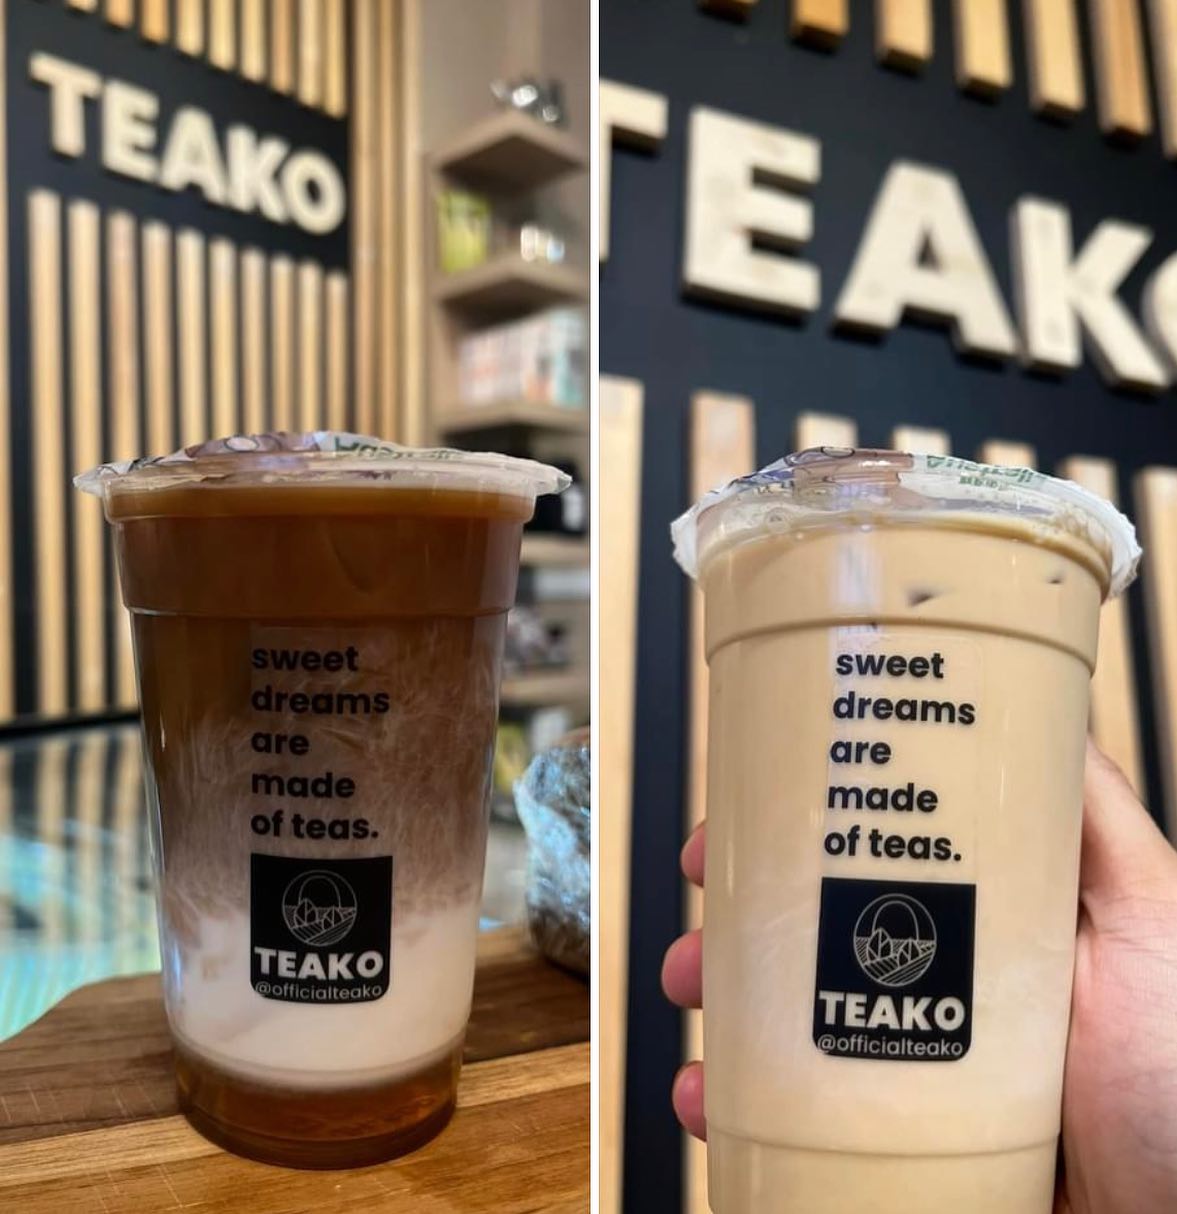 TEAKO
sweet
dreams
are
made
of teas.
TEAKO
@officialteako
TEAK
sweet
dreams
are
made
of teas.
TEAKO
@officialteako